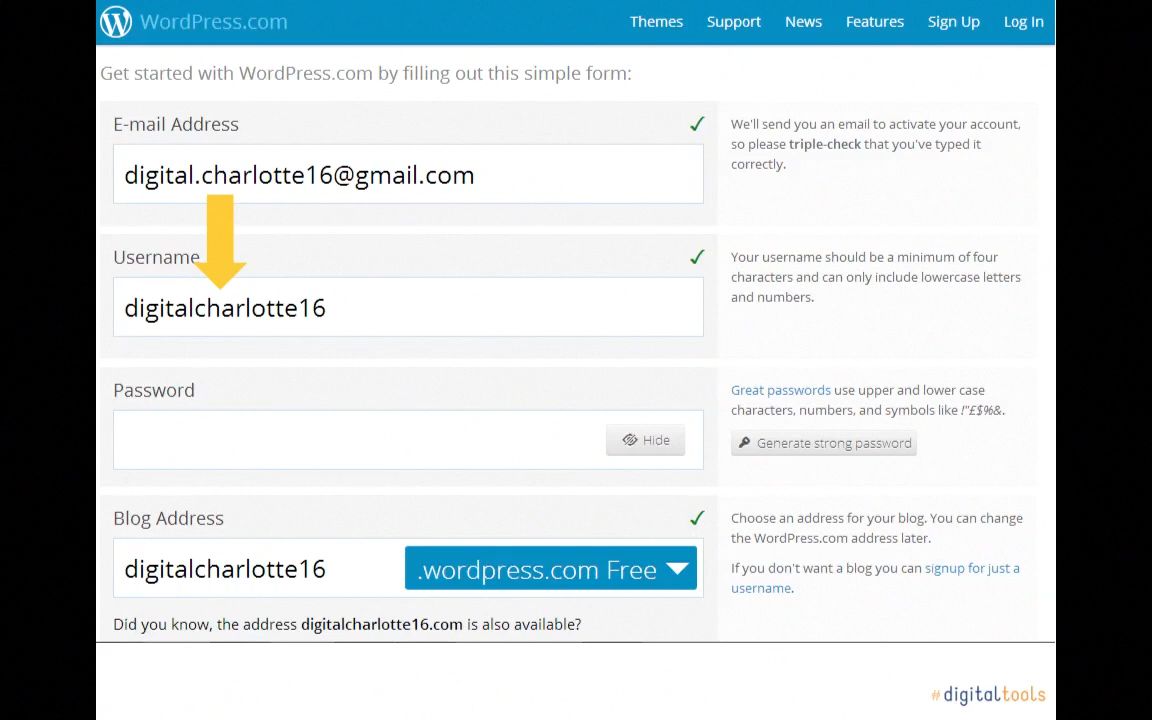 WordPress.com
Themes Support News Features Sign Up Log In
Get started with WordPress.com by filling out this simple form:
E-mail Address
digital.charlotte16@gmail.com
We'll send you an email to activate your account,
so please triple-check that you've typed it
correctly.
Username
digitalcharlotte16
Your username should be a minimum of four
characters and can only include lowercase letters
and numbers.
Password
Hide
Great passwords use upper and lower case
characters, numbers, and symbols like !"£$%&.
Generate strong password
Blog Address
digitalcharlotte16
.wordpress.com Free
Choose an address for your blog. You can change
the WordPress.com address later.
If you don't want a blog you can signup for just a
username.
Did you know, the address digitalcharlotte16.com is also available?
#digitaltools